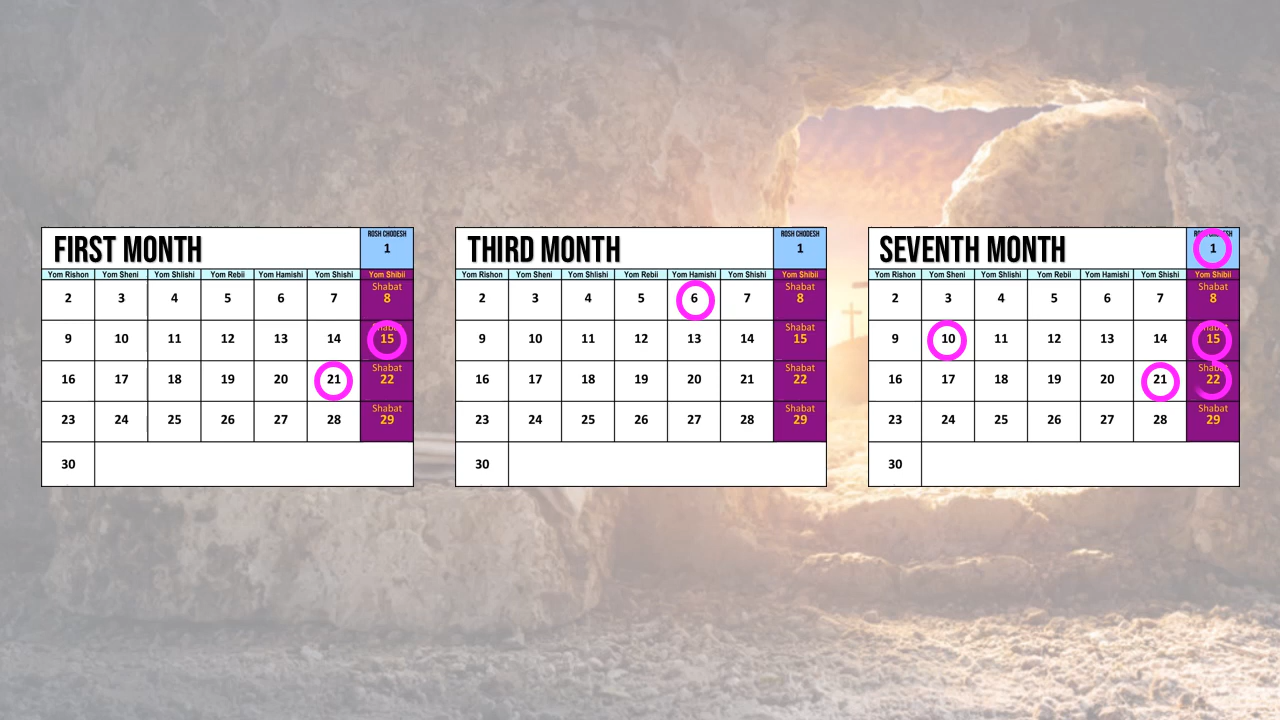 FIRST MONTH
ROSH CHODESH
1
Yom Rishon Yom Sheni Yom Shlishi Yom Rebii Yom Hamishi Yom Shishi Yom Shibii
2 3 4 5 6 7 Shabat 8
9 10 11 12 13 14 Shabat 15
16 17 18 19 20 21 Shabat 22
23 24 25 26 27 28 Shabat 29
30
THIRD MONTH
ROSH CHODESH
1
Yom Rishon Yom Sheni Yom Shlishi Yom Rebii Yom Hamishi Yom Shishi Yom Shibii
2 3 4 5 6 7 Shabat 8
9 10 11 12 13 14 Shabat 15
16 17 18 19 20 21 Shabat 22
23 24 25 26 27 28 Shabat 29
30
SEVENTH MONTH
ROSH CHODESH
1
Yom Rishon Yom Sheni Yom Shlishi Yom Rebii Yom Hamishi Yom Shishi Yom Shibii
2 3 4 5 6 7 Shabat 8
9 10 11 12 13 14 Shabat 15
16 17 18 19 20 21 Shabat 22
23 24 25 26 27 28 Shabat 29
30